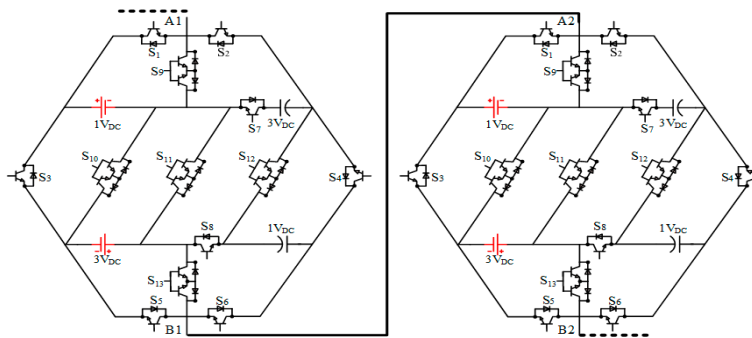 A1 A2
S1 S2 S1 S2
S9 S9
1VDC S7 3VDC 1VDC S7 3VDC
S10 S11 S12 S10 S11 S12
S3 S4 S3 S4
S8 1VDC S8 1VDC
3VDC 3VDC
S13 S13
S5 S6 S5 S6
B1 B2